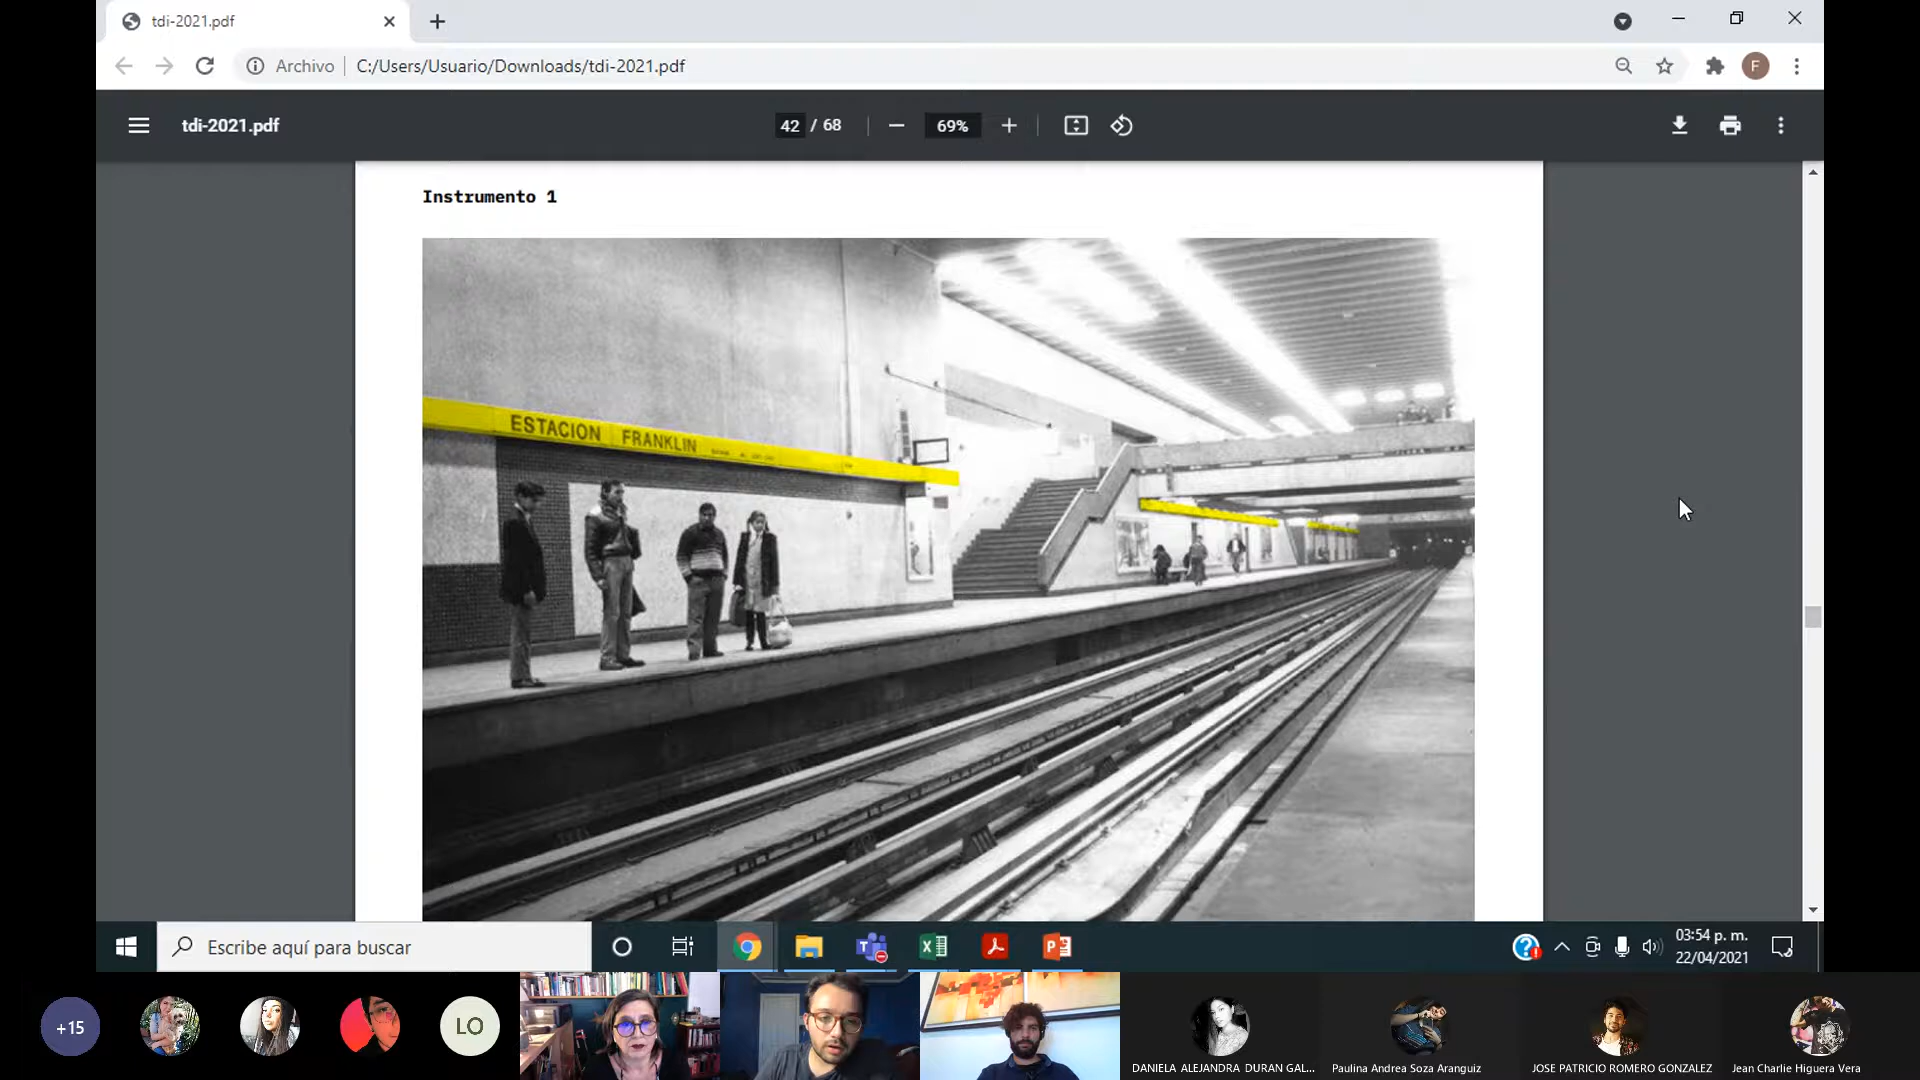 tdi-2021.pdf
Archivo
C:/Users/Usuario/Downloads/tdi-2021.pdf
F
tdi-2021.pdf
42 / 68
69%
Instrumento 1
ESTACION FRANKLIN
Escribe aquí para buscar
03:54 p. m.
22/04/2021
+15
LO
DANIELA ALEJANDRA DURAN GAL...
Paulina Andrea Soza Aranguiz
JOSE PATRICIO ROMERO GONZALEZ
Jean Charlie Higuera Vera